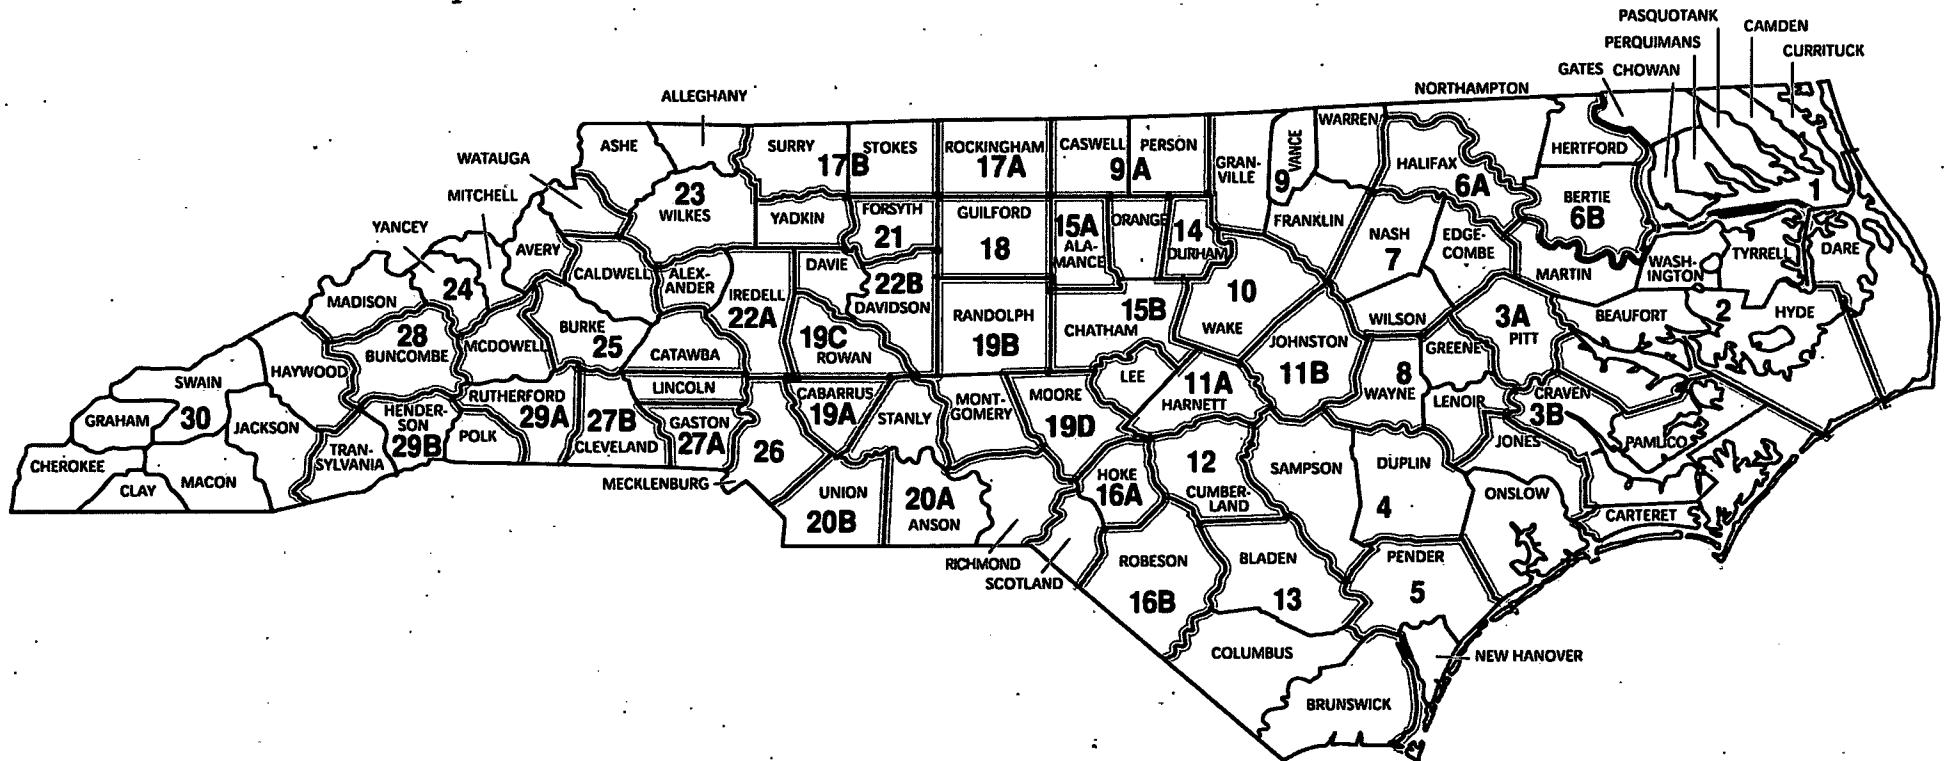 PASQUOTANK
CAMDEN
PERQUIMANS
CURRITUCK
GATES
CHOWAN
NORTHAMPTON
ALLEGHANY
WATAUGA
MITCHELL
YANCEY
ASHE
SURRY
17B
STOKES
ROCKINGHAM
17A
CASWELL
PERSON
9A
GRAN-
VILLE
VANCE
9
WARREN
HALIFAX
6A
HERTFORD
BERTIE
6B
1
23
WILKES
YADKIN
FORSYTH
21
GUILFORD
18
15A
ALA-
MANCE
ORANGE
14
DURHAM
FRANKLIN
NASH
7
EDGE-
COMBE
MARTIN
WASH-
INGTON
TYRRELL
DARE
AVERY
24
CALDWELL
ALEX-
ANDER
IREDELL
22A
DAVIE
22B
DAVIDSON
MADISON
28
BUNCOMBE
MCDOWELL
BURKE
25
CATAWBA
19C
ROWAN
RANDOLPH
19B
CHATHAM
15B
10
WAKE
JOHNSTON
11B
WILSON
3A
PITT
GREENE
BEAUFORT
2
HYDE
HAYWOOD
SWAIN
GRAHAM
30
JACKSON
CHEROKEE
CLAY
MACON
TRAN-
SYLVANIA
HENDER-
SON
29B
POLK
RUTHERFORD
29A
27B
CLEVELAND
LINCOLN
GASTON
27A
MECKLENBURG
26
CABARRUS
19A
STANLY
MONT-
GOMERY
MOORE
19D
LEE
11A
HARNETT
8
WAYNE
LENOIR
CRAVEN
3B
JONES
PAMLICO
UNION
20B
20A
ANSON
RICHMOND
SCOTLAND
HOKE
16A
12
CUMBER-
LAND
SAMPSON
DUPLIN
4
ONSLOW
CARTERET
ROBESON
16B
BLADEN
13
PENDER
5
COLUMBUS
NEW HANOVER
BRUNSWICK